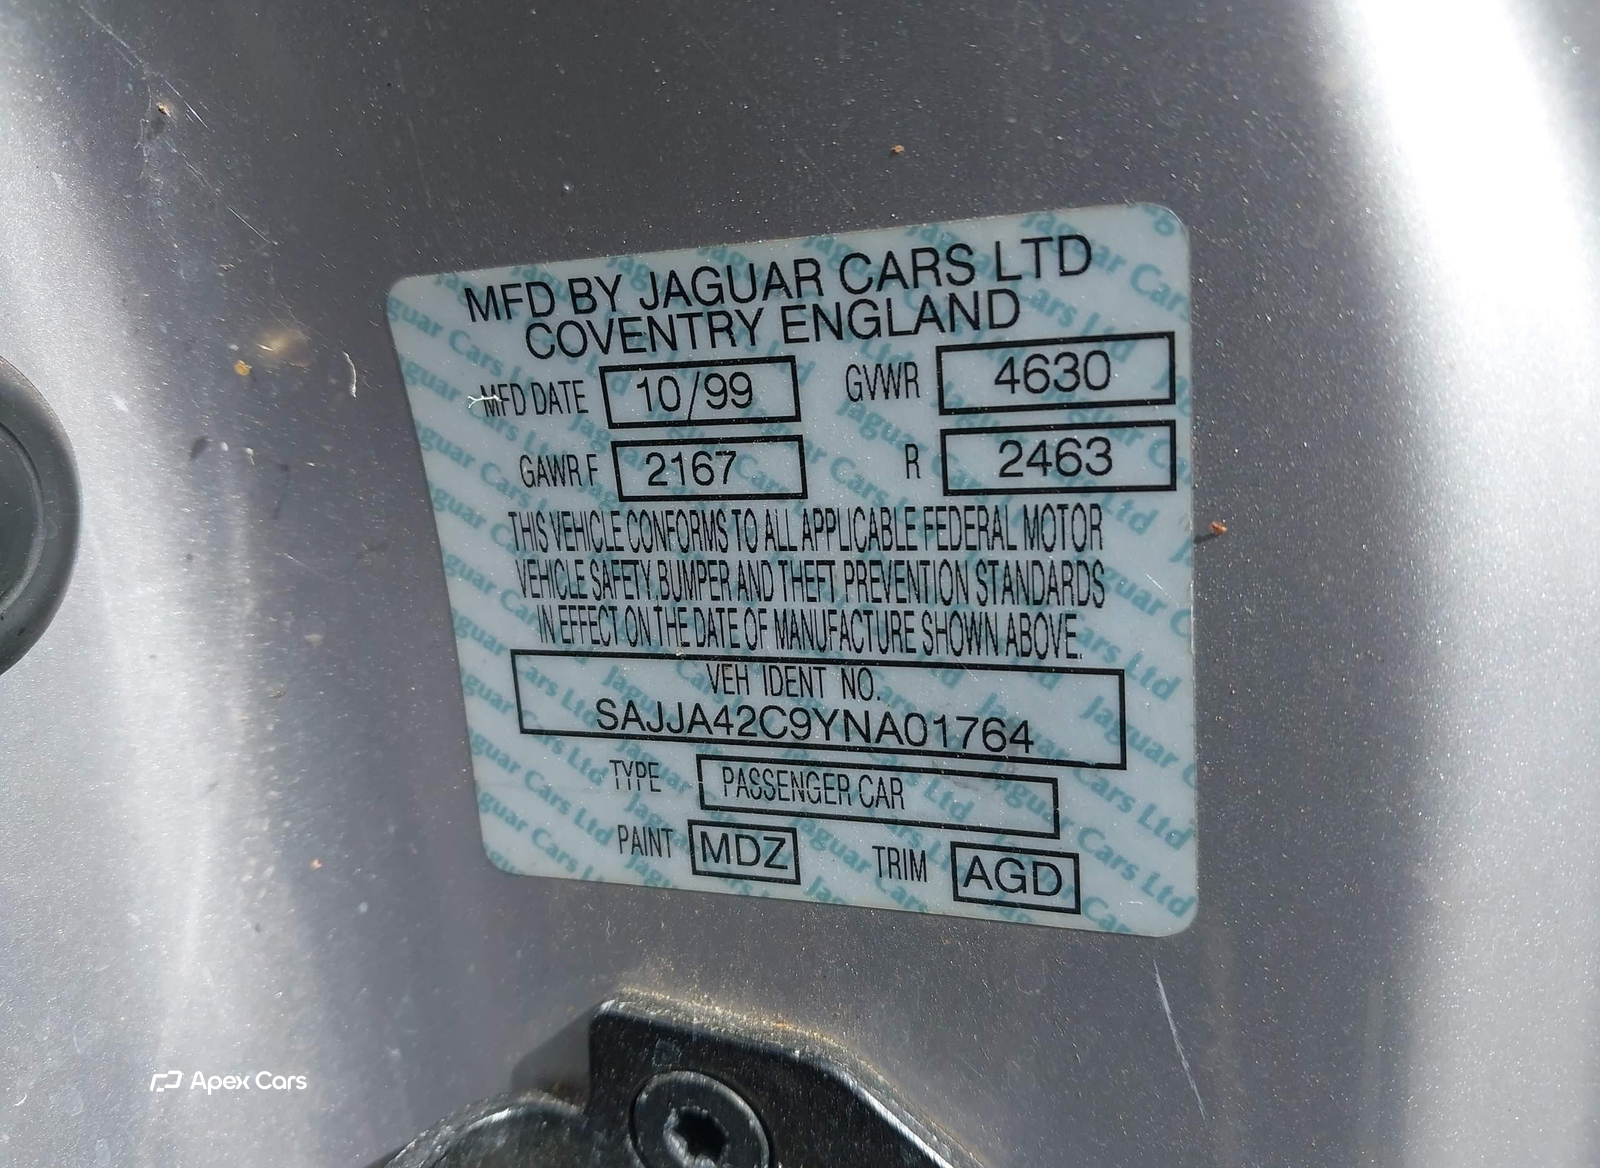 MFD BY JAGUAR CARS LTD
COVENTRY ENGLAND
MFD DATE 10/99 GVWR 4630
GAWR F 2167 R 2463
THIS VEHICLE CONFORMS TO ALL APPLICABLE FEDERAL MOTOR
VEHICLE SAFETY, BUMPER AND THEFT PREVENTION STANDARDS
IN EFFECT ON THE DATE OF MANUFACTURE SHOWN ABOVE.
VEH IDENT NO.
SAJJA42C9YNA01764
TYPE PASSENGER CAR
PAINT MDZ TRIM AGD
Apex Cars